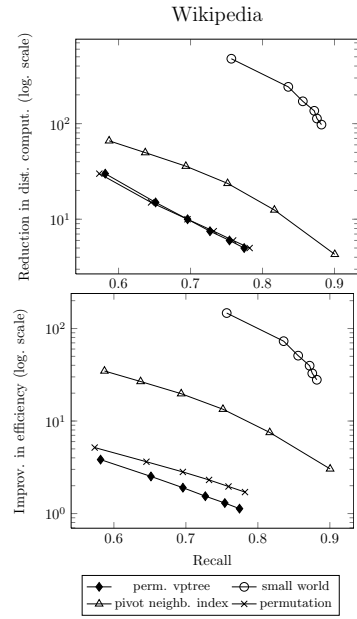 Wikipedia
Reduction in dist. comput. (log. scale)
10^2
10^1
0.6 0.7 0.8 0.9
Improv. in efficiency (log. scale)
10^2
10^1
10^0
0.6 0.7 0.8 0.9
Recall
perm. vptree small world
pivot neighb. index permutation